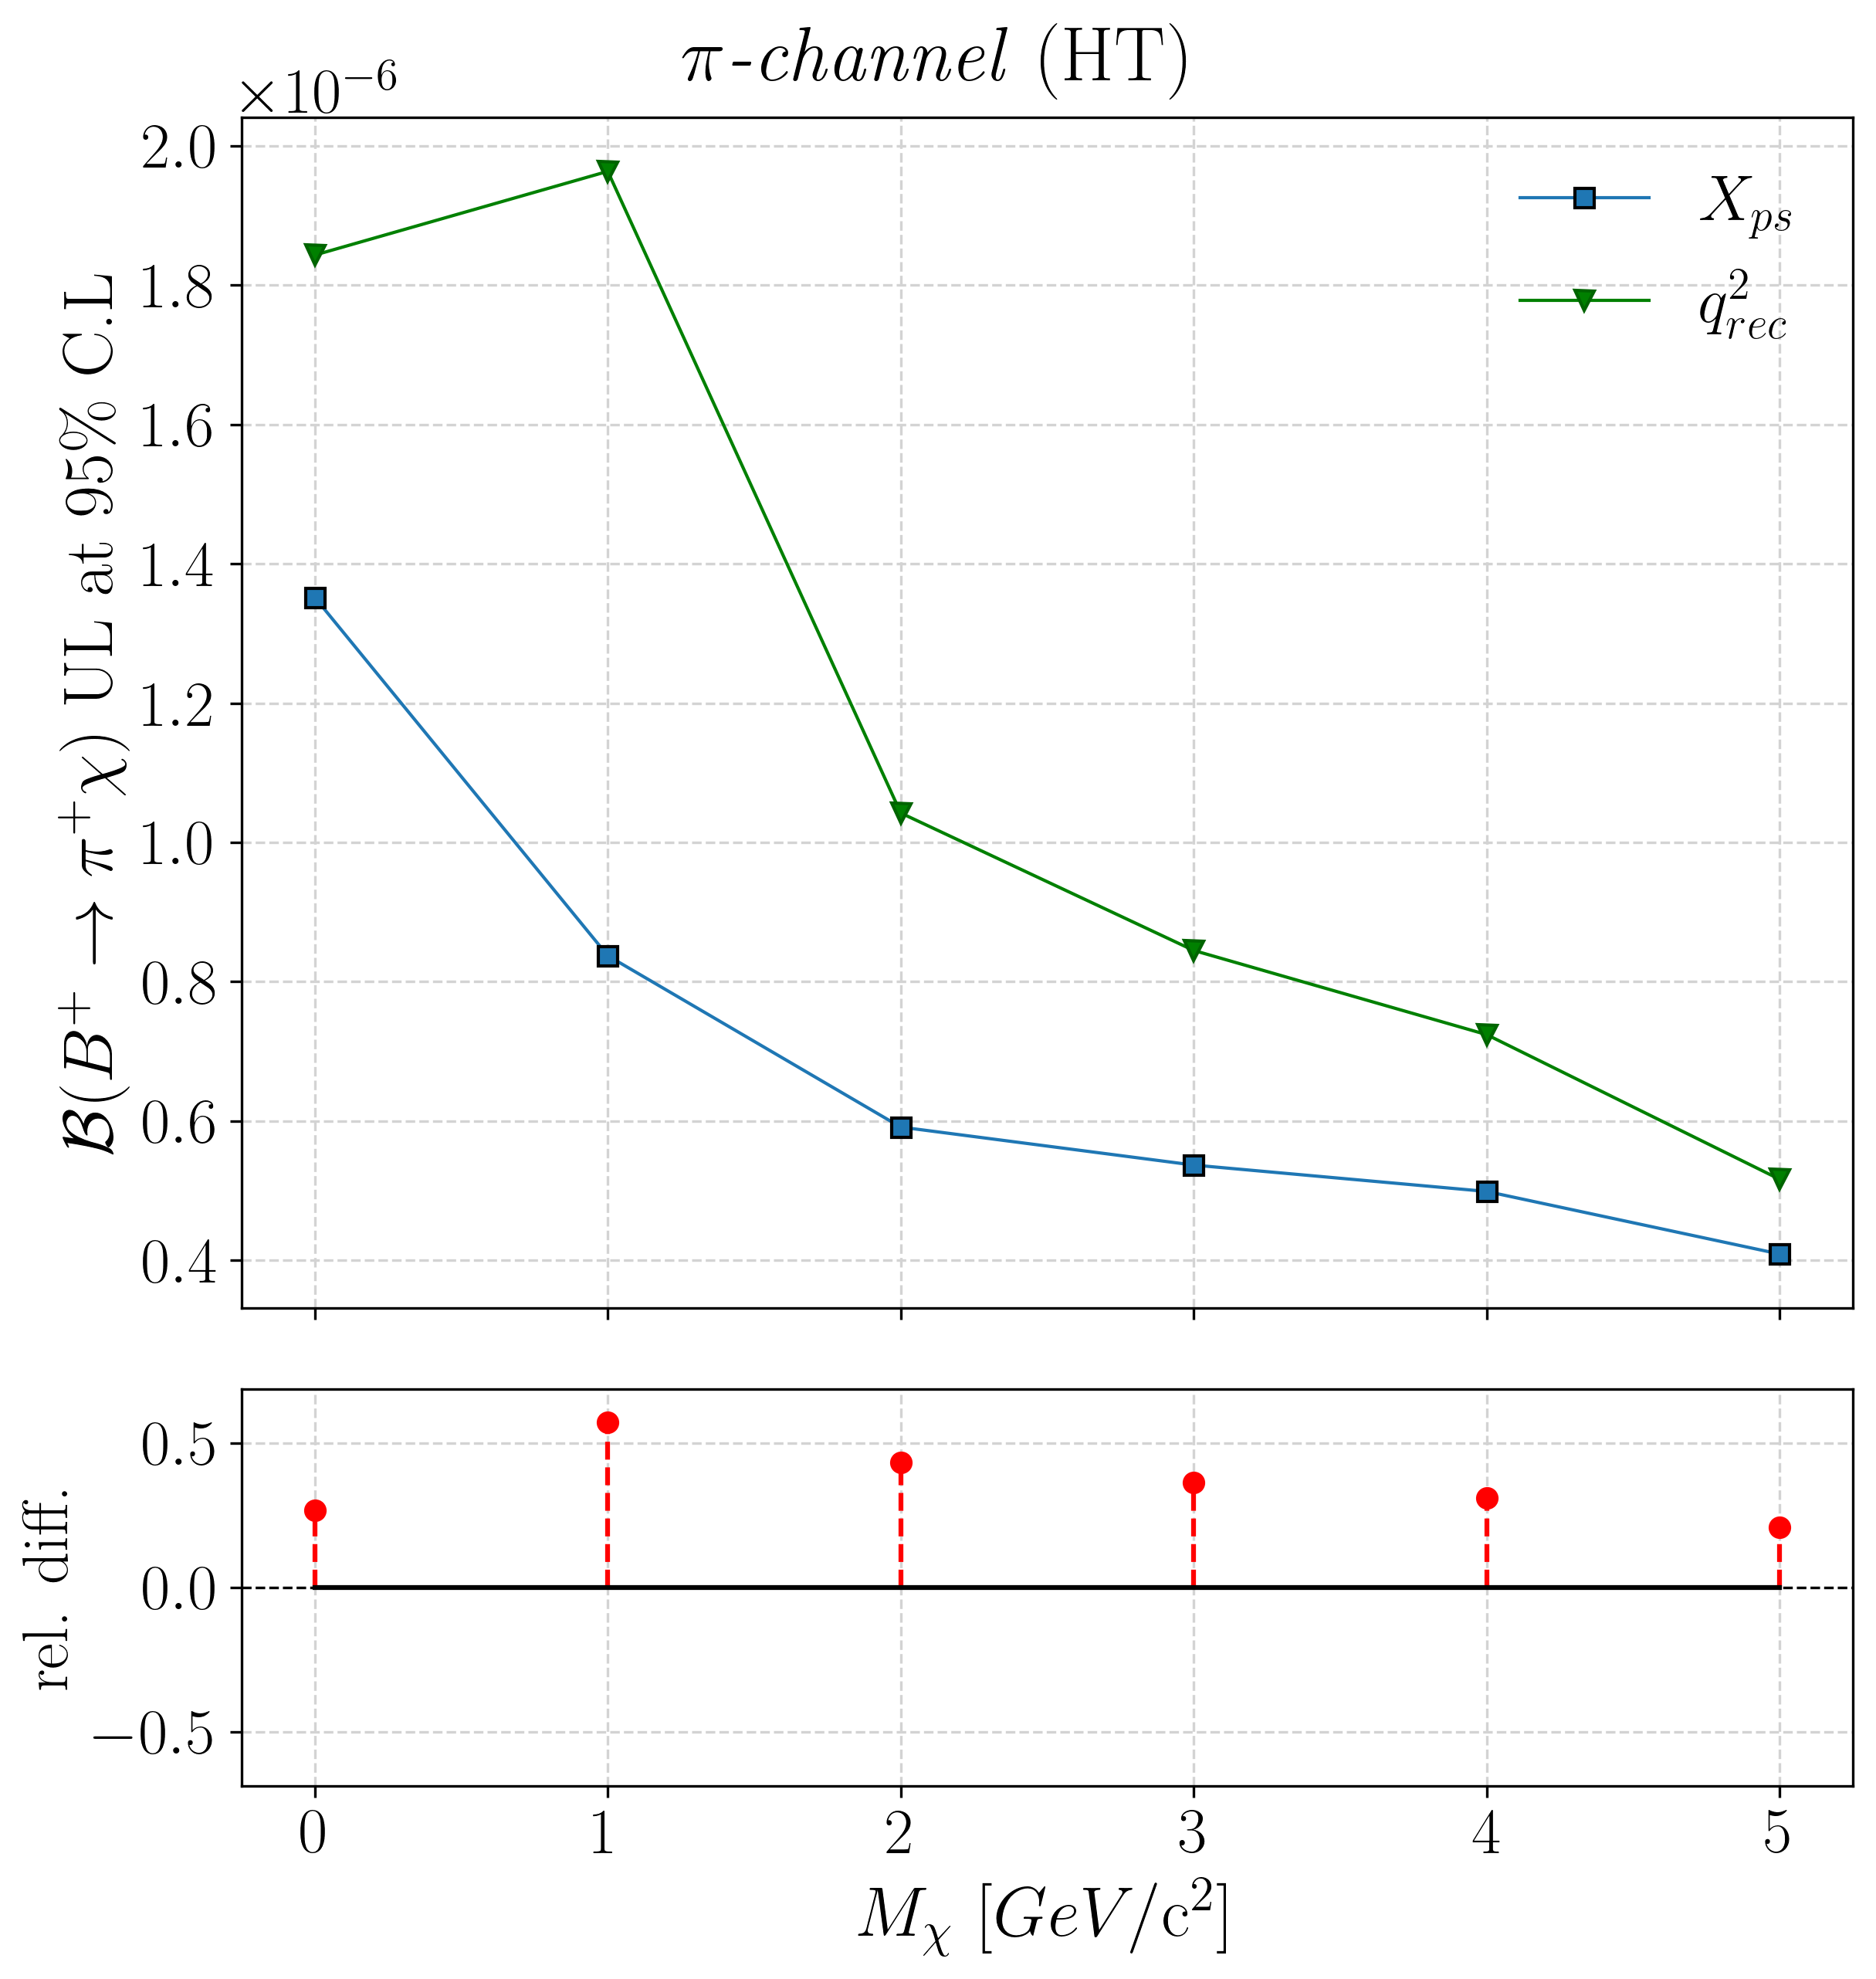 π-channel (HT)
×10⁻⁶
2.0
1.8
1.6
1.4
1.2
1.0
0.8
0.6
0.4
𝓑(B⁺ → π⁺χ) UL at 95% C.L
X_ps
q²_rec
0.5
0.0
−0.5
rel. diff.
0 1 2 3 4 5
M_χ [GeV/c²]